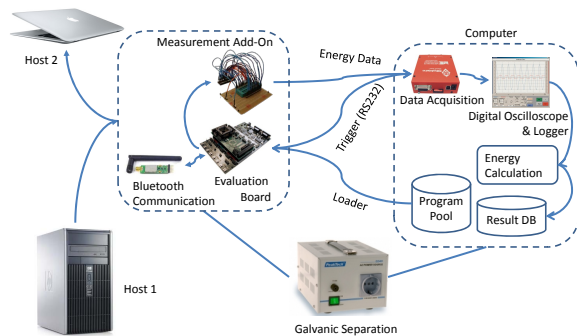 Measurement Add-On
Computer
Host 2
Energy Data
Data Acquisition
Digital Oscilloscope
& Logger
Trigger (RS232)
Energy
Calculation
Bluetooth
Communication
Evaluation
Board
Loader
Program
Pool
Result DB
Host 1
Galvanic Separation